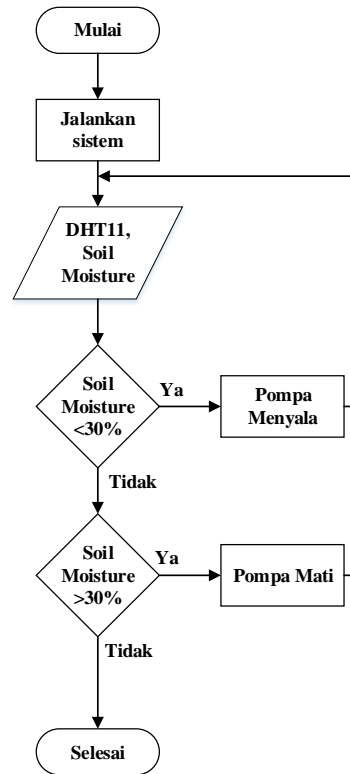 Mulai
Jalankan
sistem
DHT11,
Soil
Moisture
Soil
Moisture
<30%
Ya
Pompa
Menyala
Tidak
Soil
Moisture
>30%
Ya
Pompa Mati
Tidak
Selesai